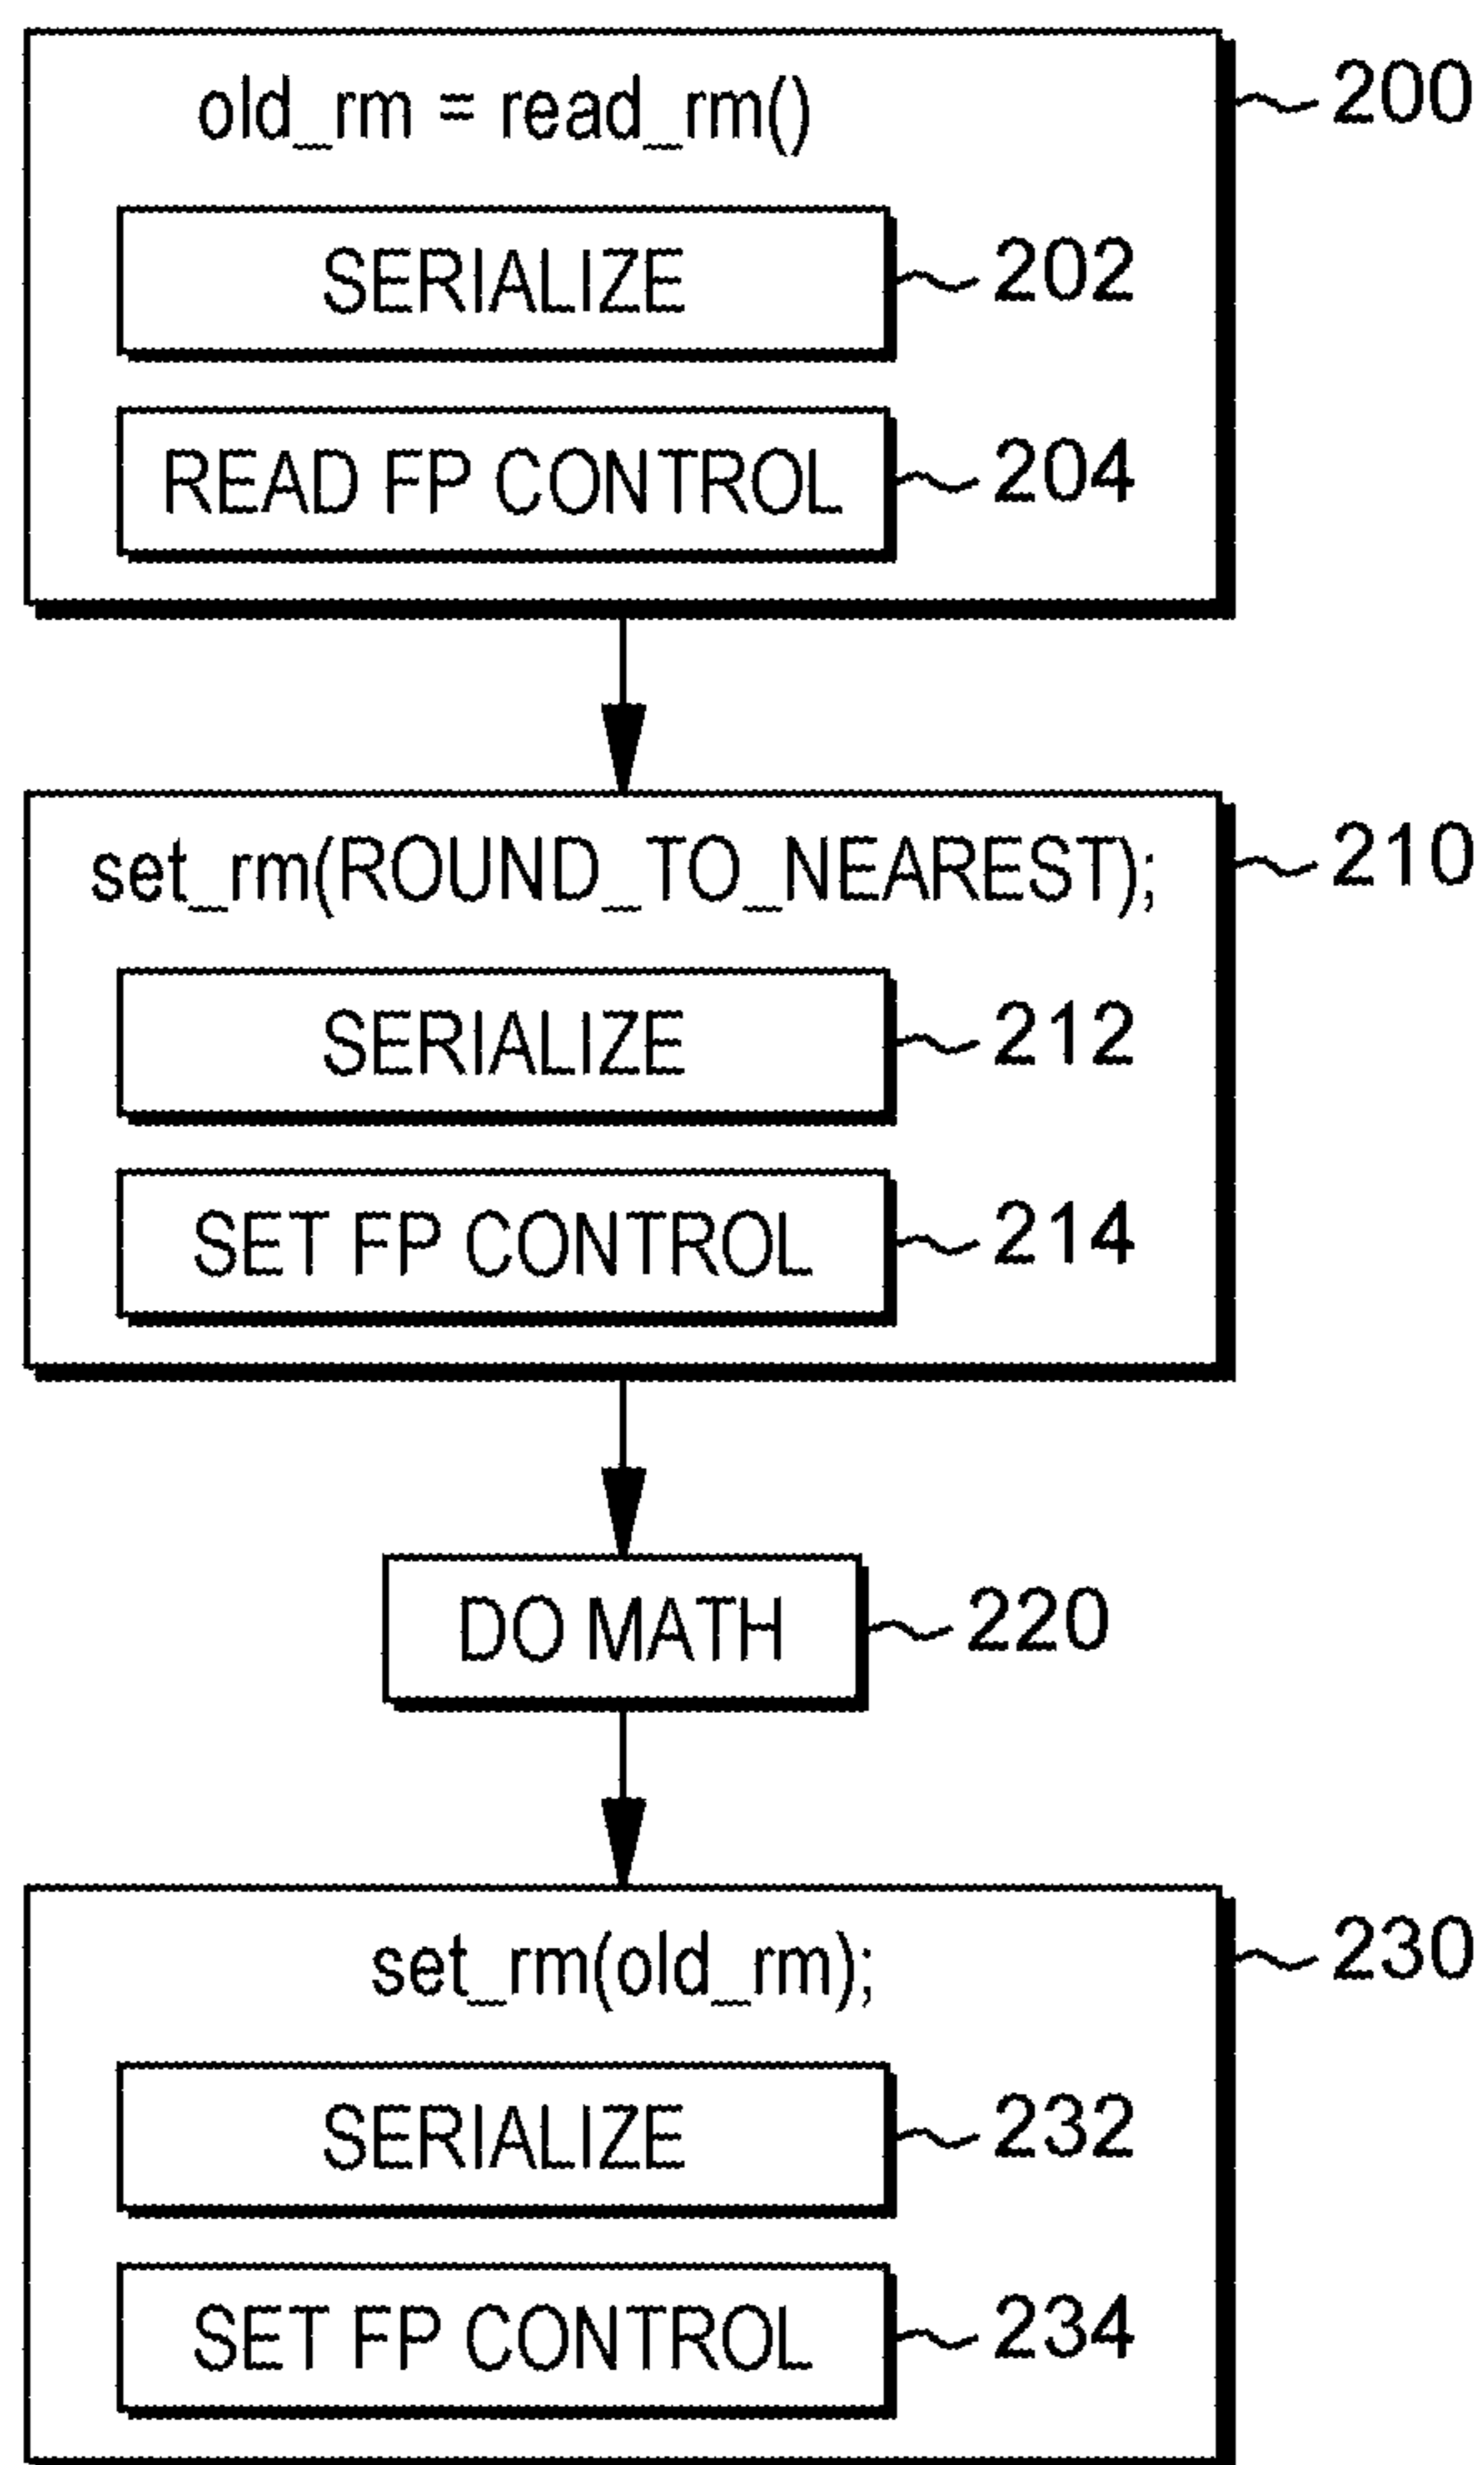 old_rm = read_rm()
200
SERIALIZE
202
READ FP CONTROL
204
set_rm(ROUND_TO_NEAREST);
210
SERIALIZE
212
SET FP CONTROL
214
DO MATH
220
set_rm(old_rm);
230
SERIALIZE
232
SET FP CONTROL
234